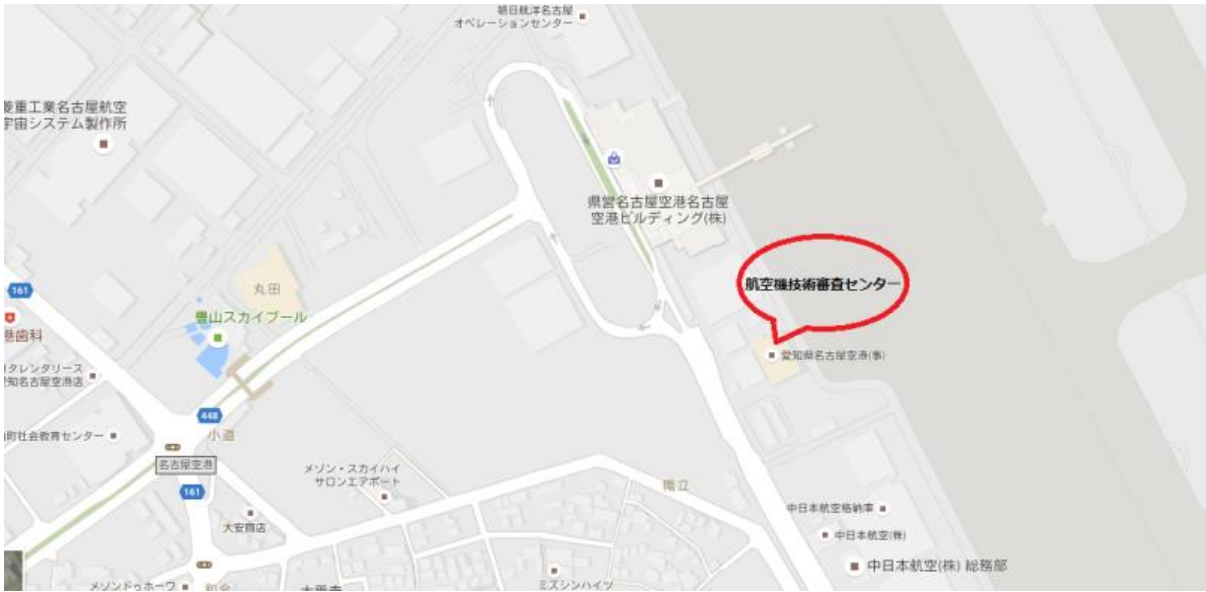 朝日航洋名古屋
オペレーションセンター
菱重工業名古屋航空
宇宙システム製作所
県営名古屋空港名古屋
空港ビルディング(株)
航空機技術審査センター
161
丸田
豊山スカイプール
港歯科
タレンタリース
知名古屋空港店
愛知県名古屋空港(事)
448
小道
町社会教育センター
名古屋空港
メゾン・スカイハイ
サロンエアポート
161
大安商店
中日本航空格納庫
中日本航空(株)
中日本航空(株) 総務部
メゾンドゥホーワ
ミズシンハイツ